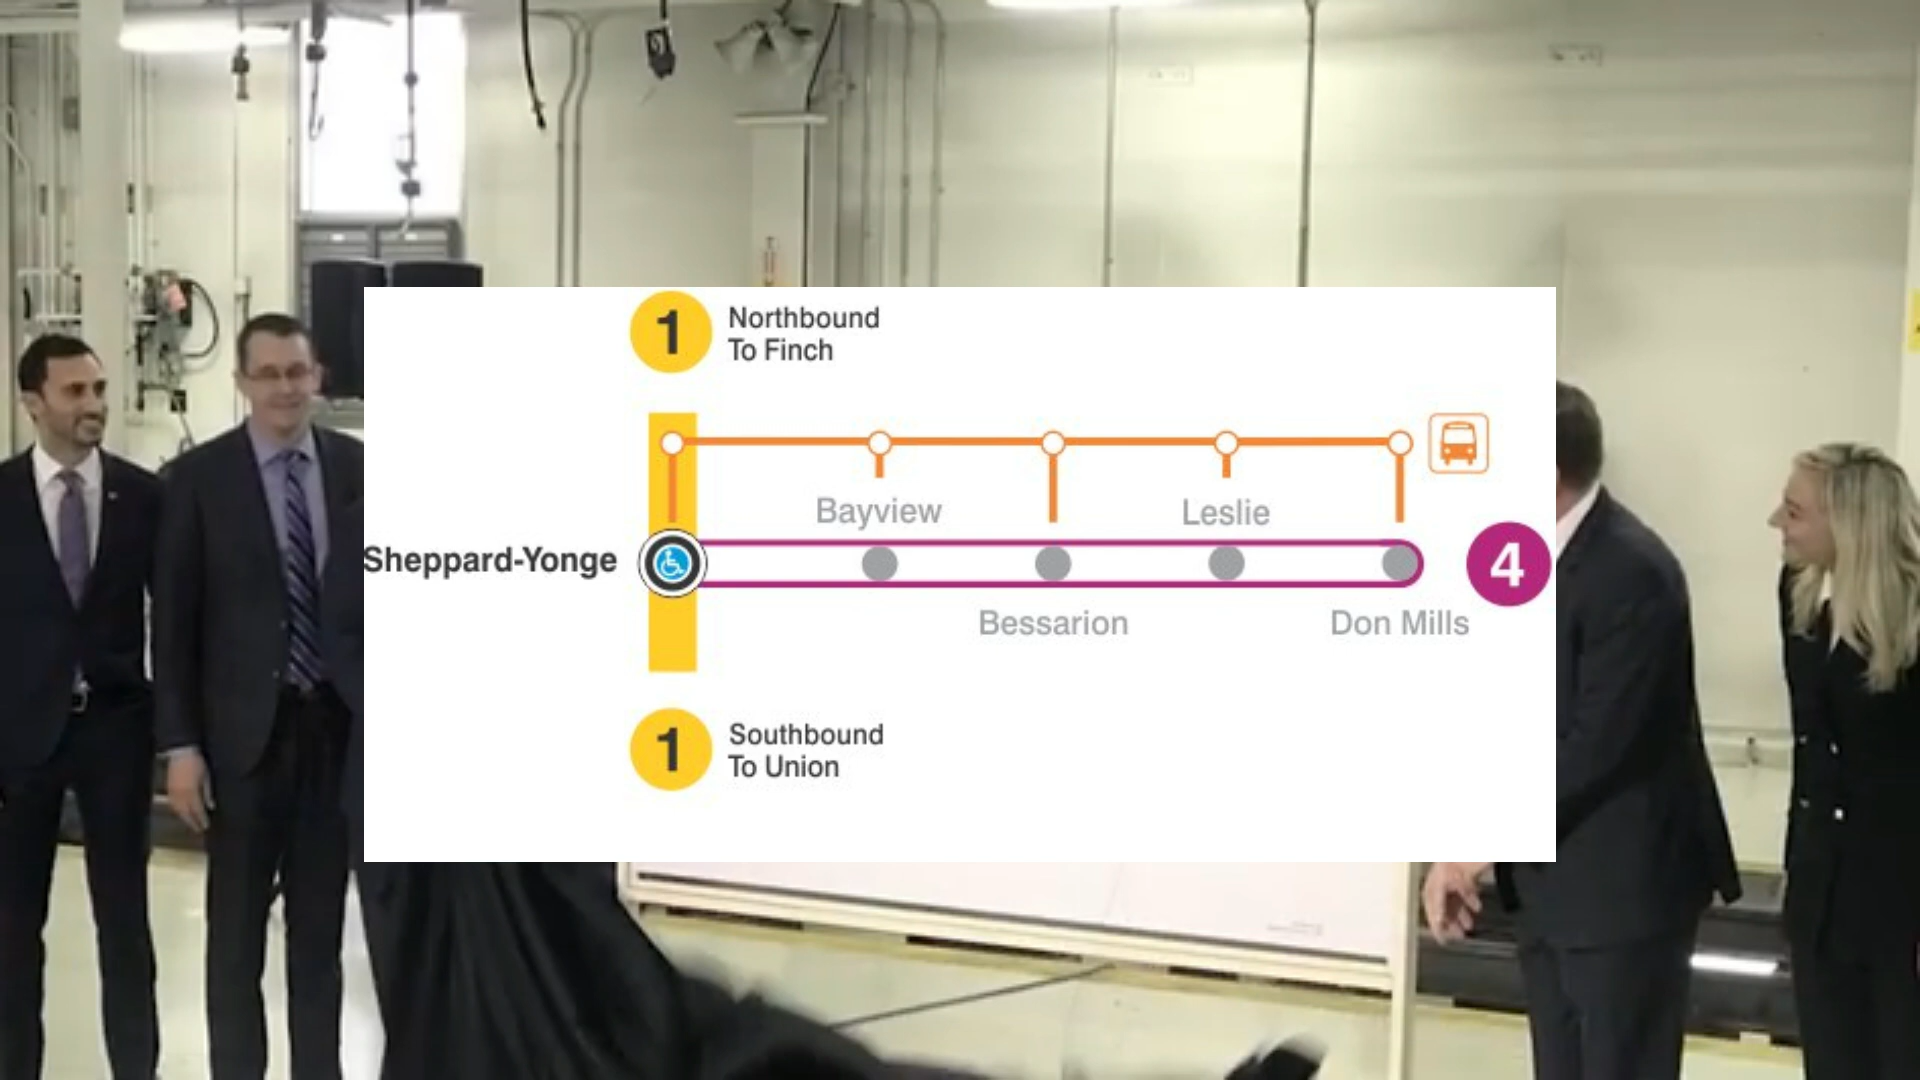 1
Northbound
To Finch
Bayview
Leslie
Sheppard-Yonge
4
Bessarion
Don Mills
1
Southbound
To Union